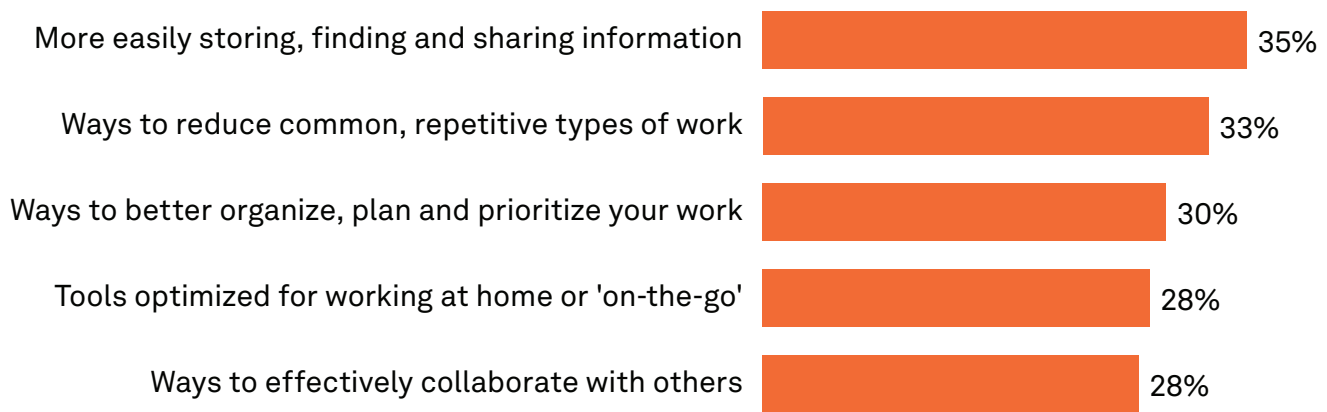 More easily storing, finding and sharing information 35%
Ways to reduce common, repetitive types of work 33%
Ways to better organize, plan and prioritize your work 30%
Tools optimized for working at home or 'on-the-go' 28%
Ways to effectively collaborate with others 28%